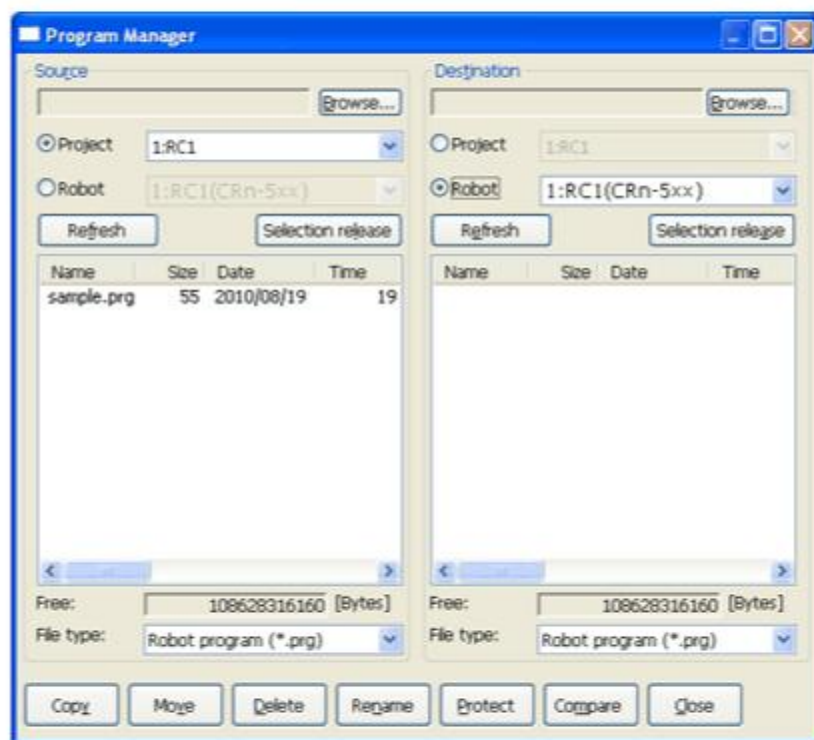 Program Manager
Source
Browse...
Project 1:RC1
Robot 1:RC1(CRn-5xx)
Refresh Selection release
Name Size Date Time
sample.prg 55 2010/08/19 19
Free: 108628316160 [Bytes]
File type: Robot program (*.prg)
Destination
Browse...
Project 1:RC1
Robot 1:RC1(CRn-5xx)
Refresh Selection release
Name Size Date Time
Free: 108628316160 [Bytes]
File type: Robot program (*.prg)
Copy Move Delete Rename Protect Compare Close